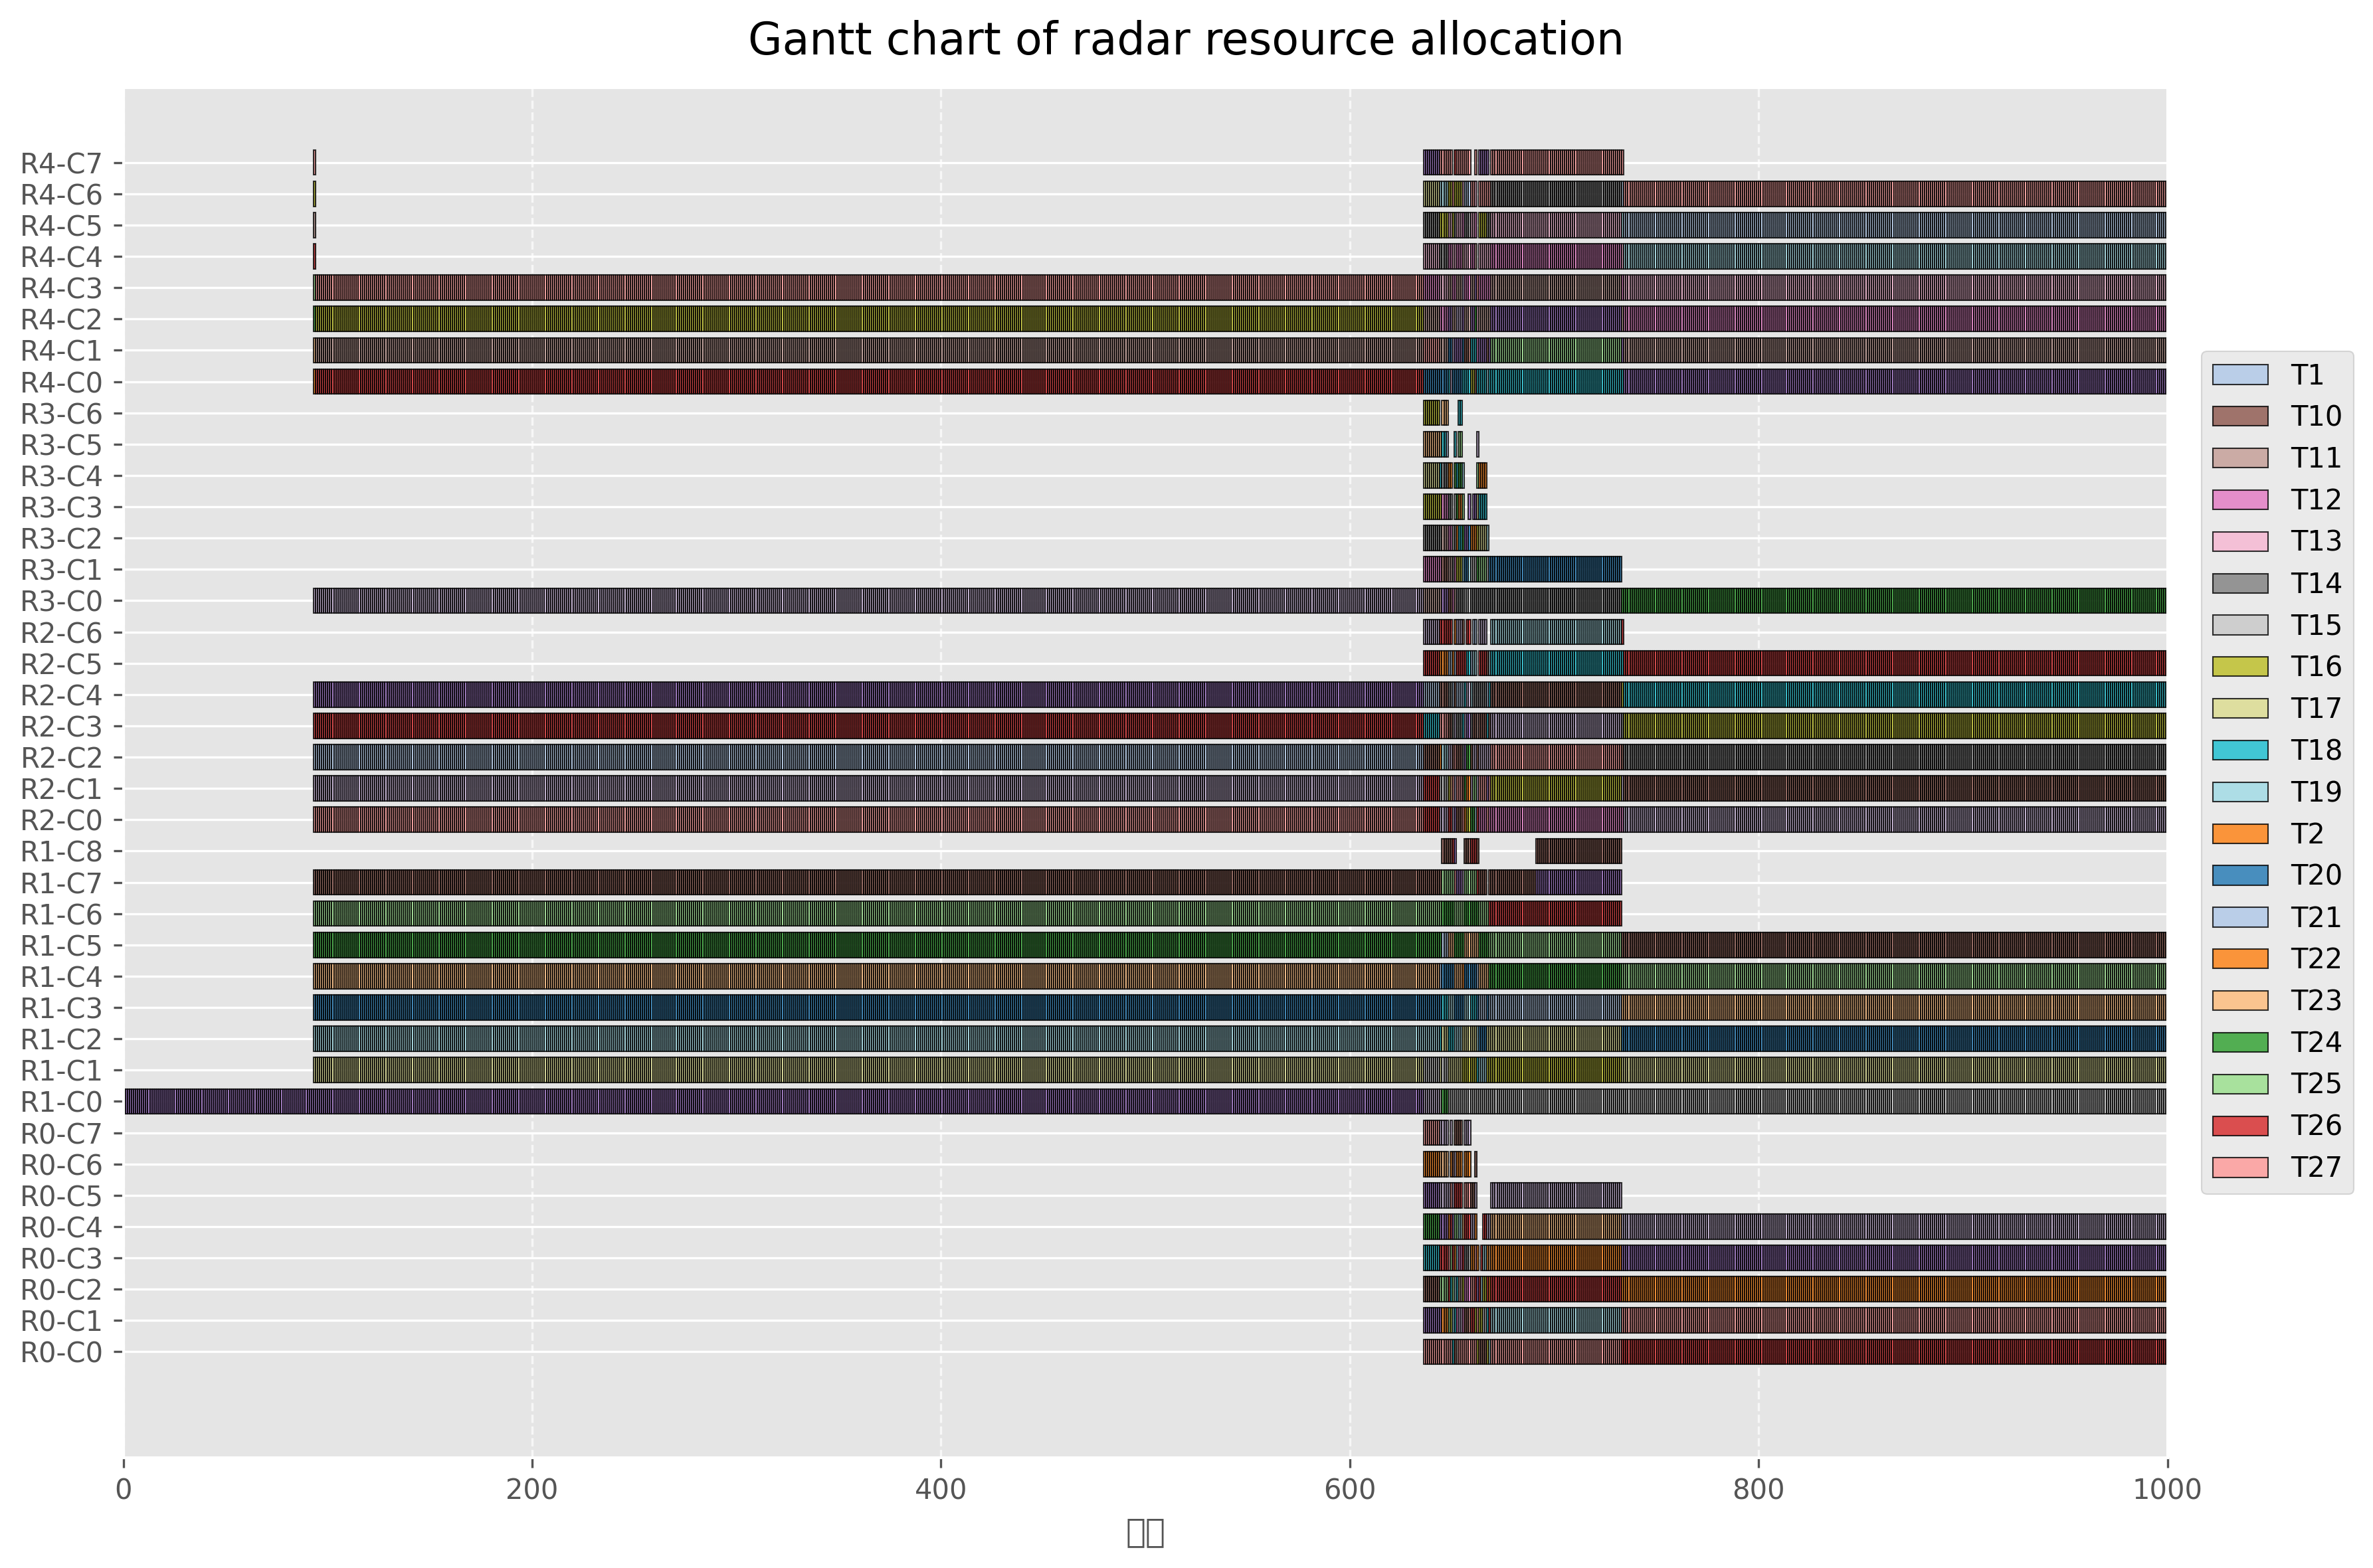 Gantt chart of radar resource allocation
R4-C7
R4-C6
R4-C5
R4-C4
R4-C3
R4-C2
R4-C1
R4-C0
R3-C6
R3-C5
R3-C4
R3-C3
R3-C2
R3-C1
R3-C0
R2-C6
R2-C5
R2-C4
R2-C3
R2-C2
R2-C1
R2-C0
R1-C8
R1-C7
R1-C6
R1-C5
R1-C4
R1-C3
R1-C2
R1-C1
R1-C0
R0-C7
R0-C6
R0-C5
R0-C4
R0-C3
R0-C2
R0-C1
R0-C0
0 200 400 600 800 1000
T1
T10
T11
T12
T13
T14
T15
T16
T17
T18
T19
T2
T20
T21
T22
T23
T24
T25
T26
T27